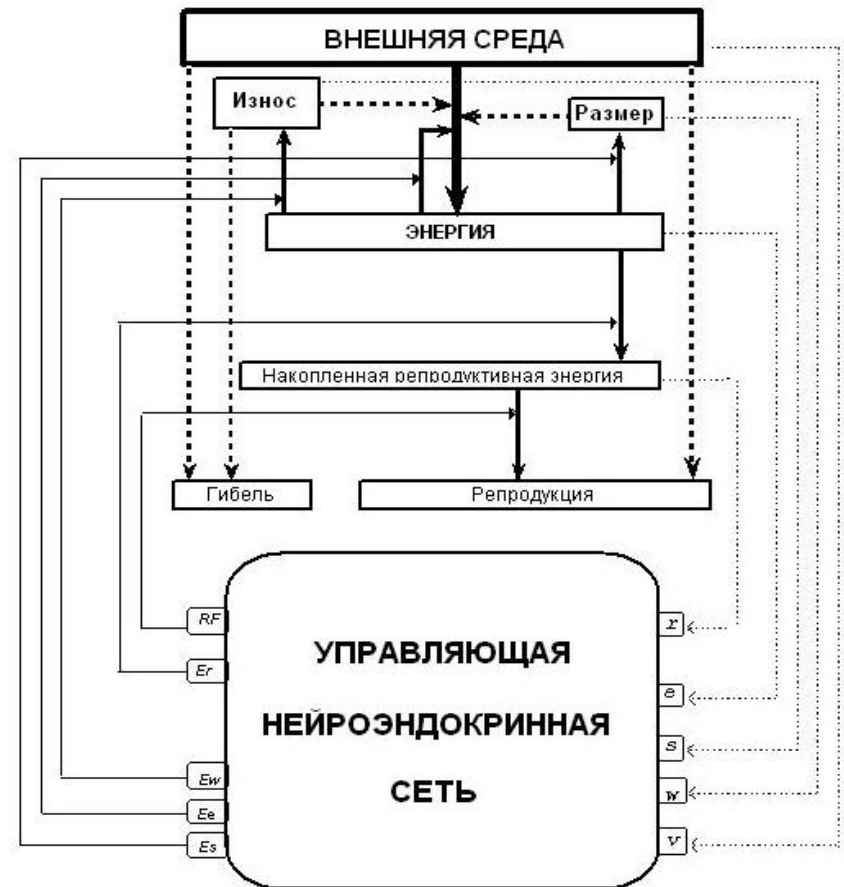 ВНЕШНЯЯ СРЕДА
Износ
Размер
ЭНЕРГИЯ
Накопленная репродуктивная энергия
Гибель
Репродукция
RF
r
УПРАВЛЯЮЩАЯ
Er
e
НЕЙРОЭНДОКРИННАЯ
s
Ew
w
СЕТЬ
Ee
Es
v